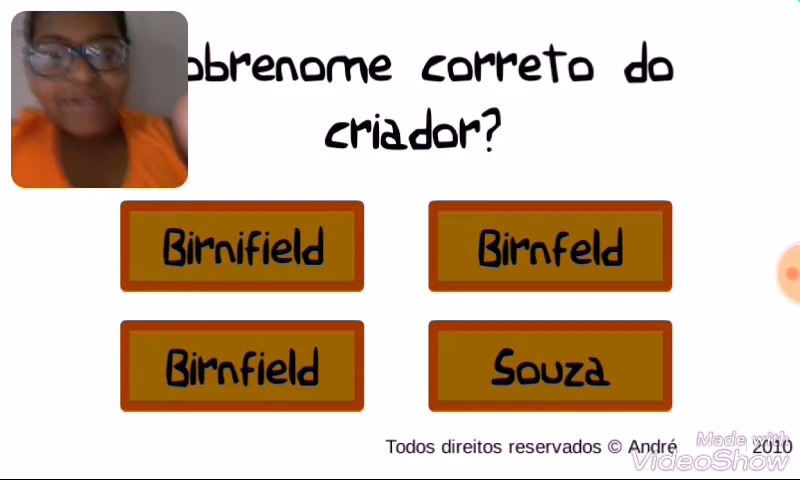 obrenome correto do
criador?
Birnifield
Birnfeld
Birnfield
Souza
Todos direitos reservados © André 2010
Made with
VideoShow